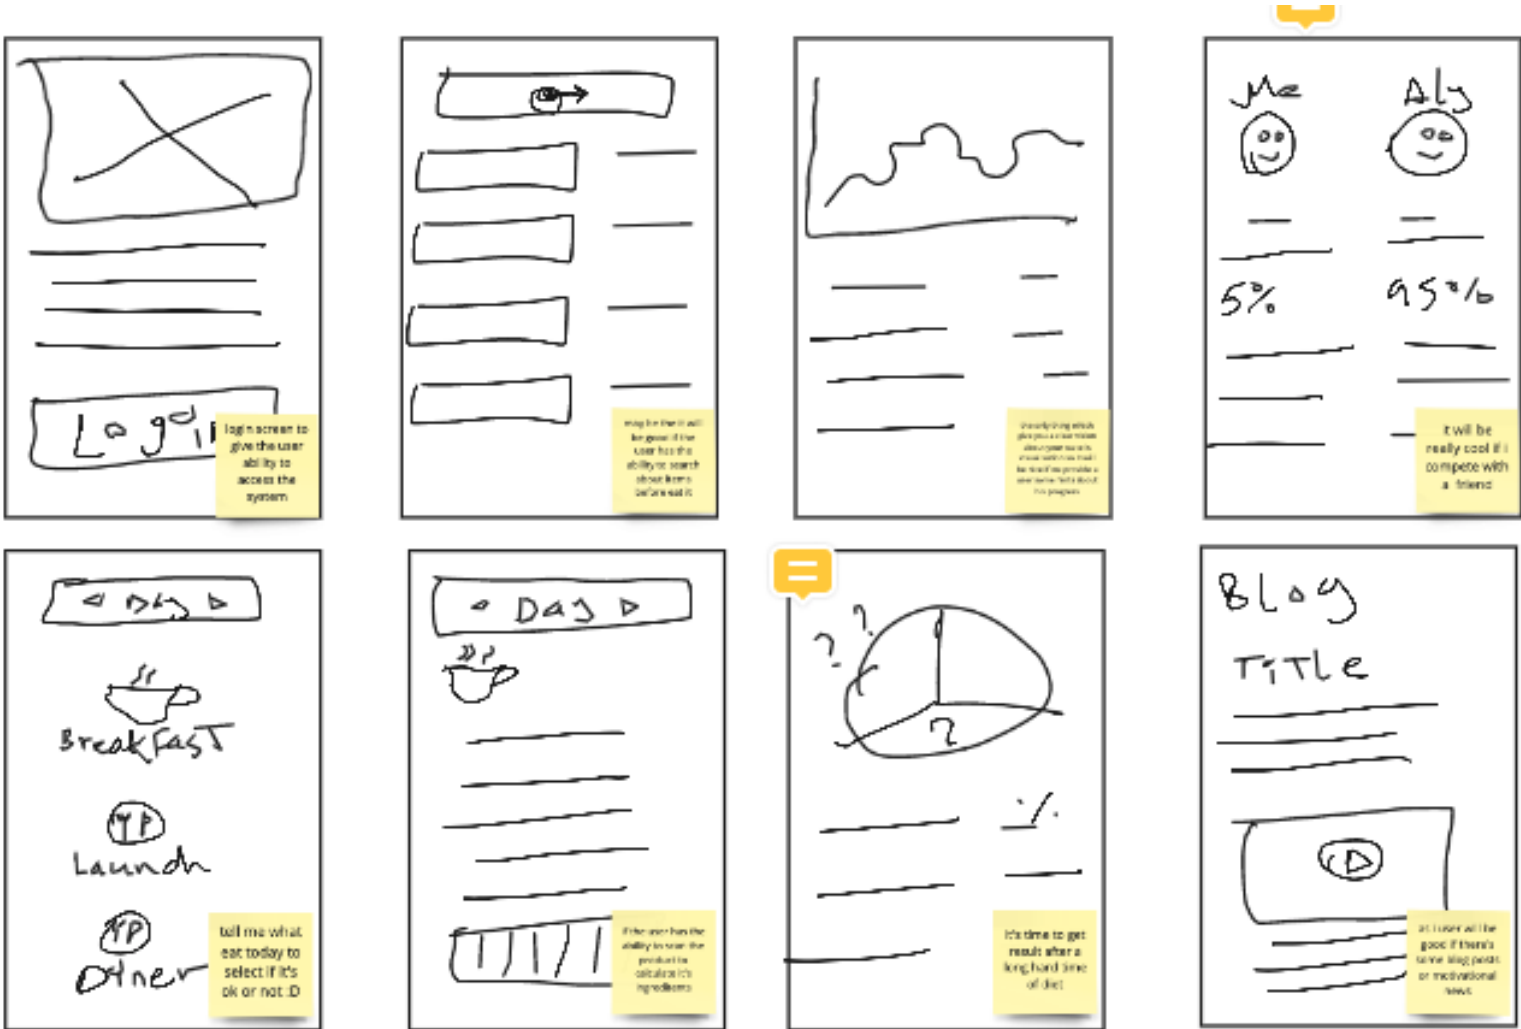 Login
login screen to
give the user
ability to
access the
system
may be the it will
be good if the
user has the
ability to search
about items
before eat it
Me
Aly
5%
95%
it will be
really cool if i
compete with
a friend
Day
BreakFasT
Launch
Diner
tell me what
eat today to
select if it's
ok or not :D
Day
if the user has the
ability to scan the
product to
calculate it's
ingredients
? ?
?
%
it's time to get
result after a
long hard time
of diet
Blog
TiTle
as i user will be
good if there's
some blog posts
or motivational
news